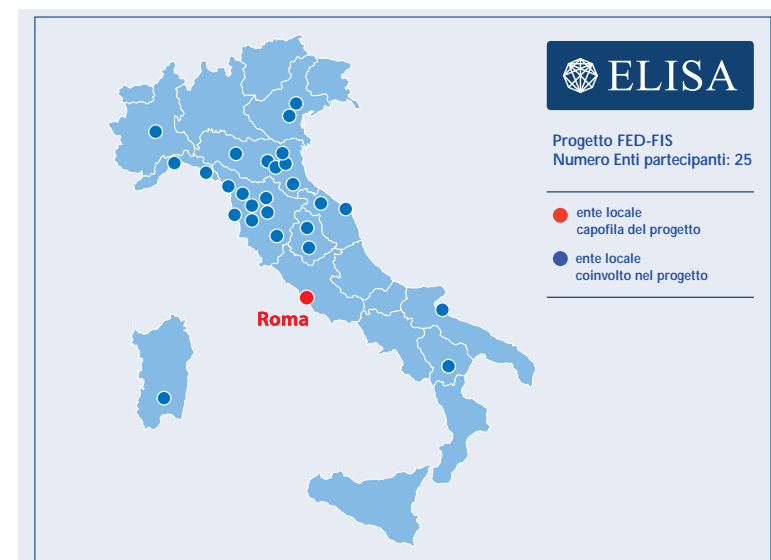 ELISA
Progetto FED-FIS
Numero Enti partecipanti: 25
ente locale
capofila del progetto
ente locale
coinvolto nel progetto
Roma